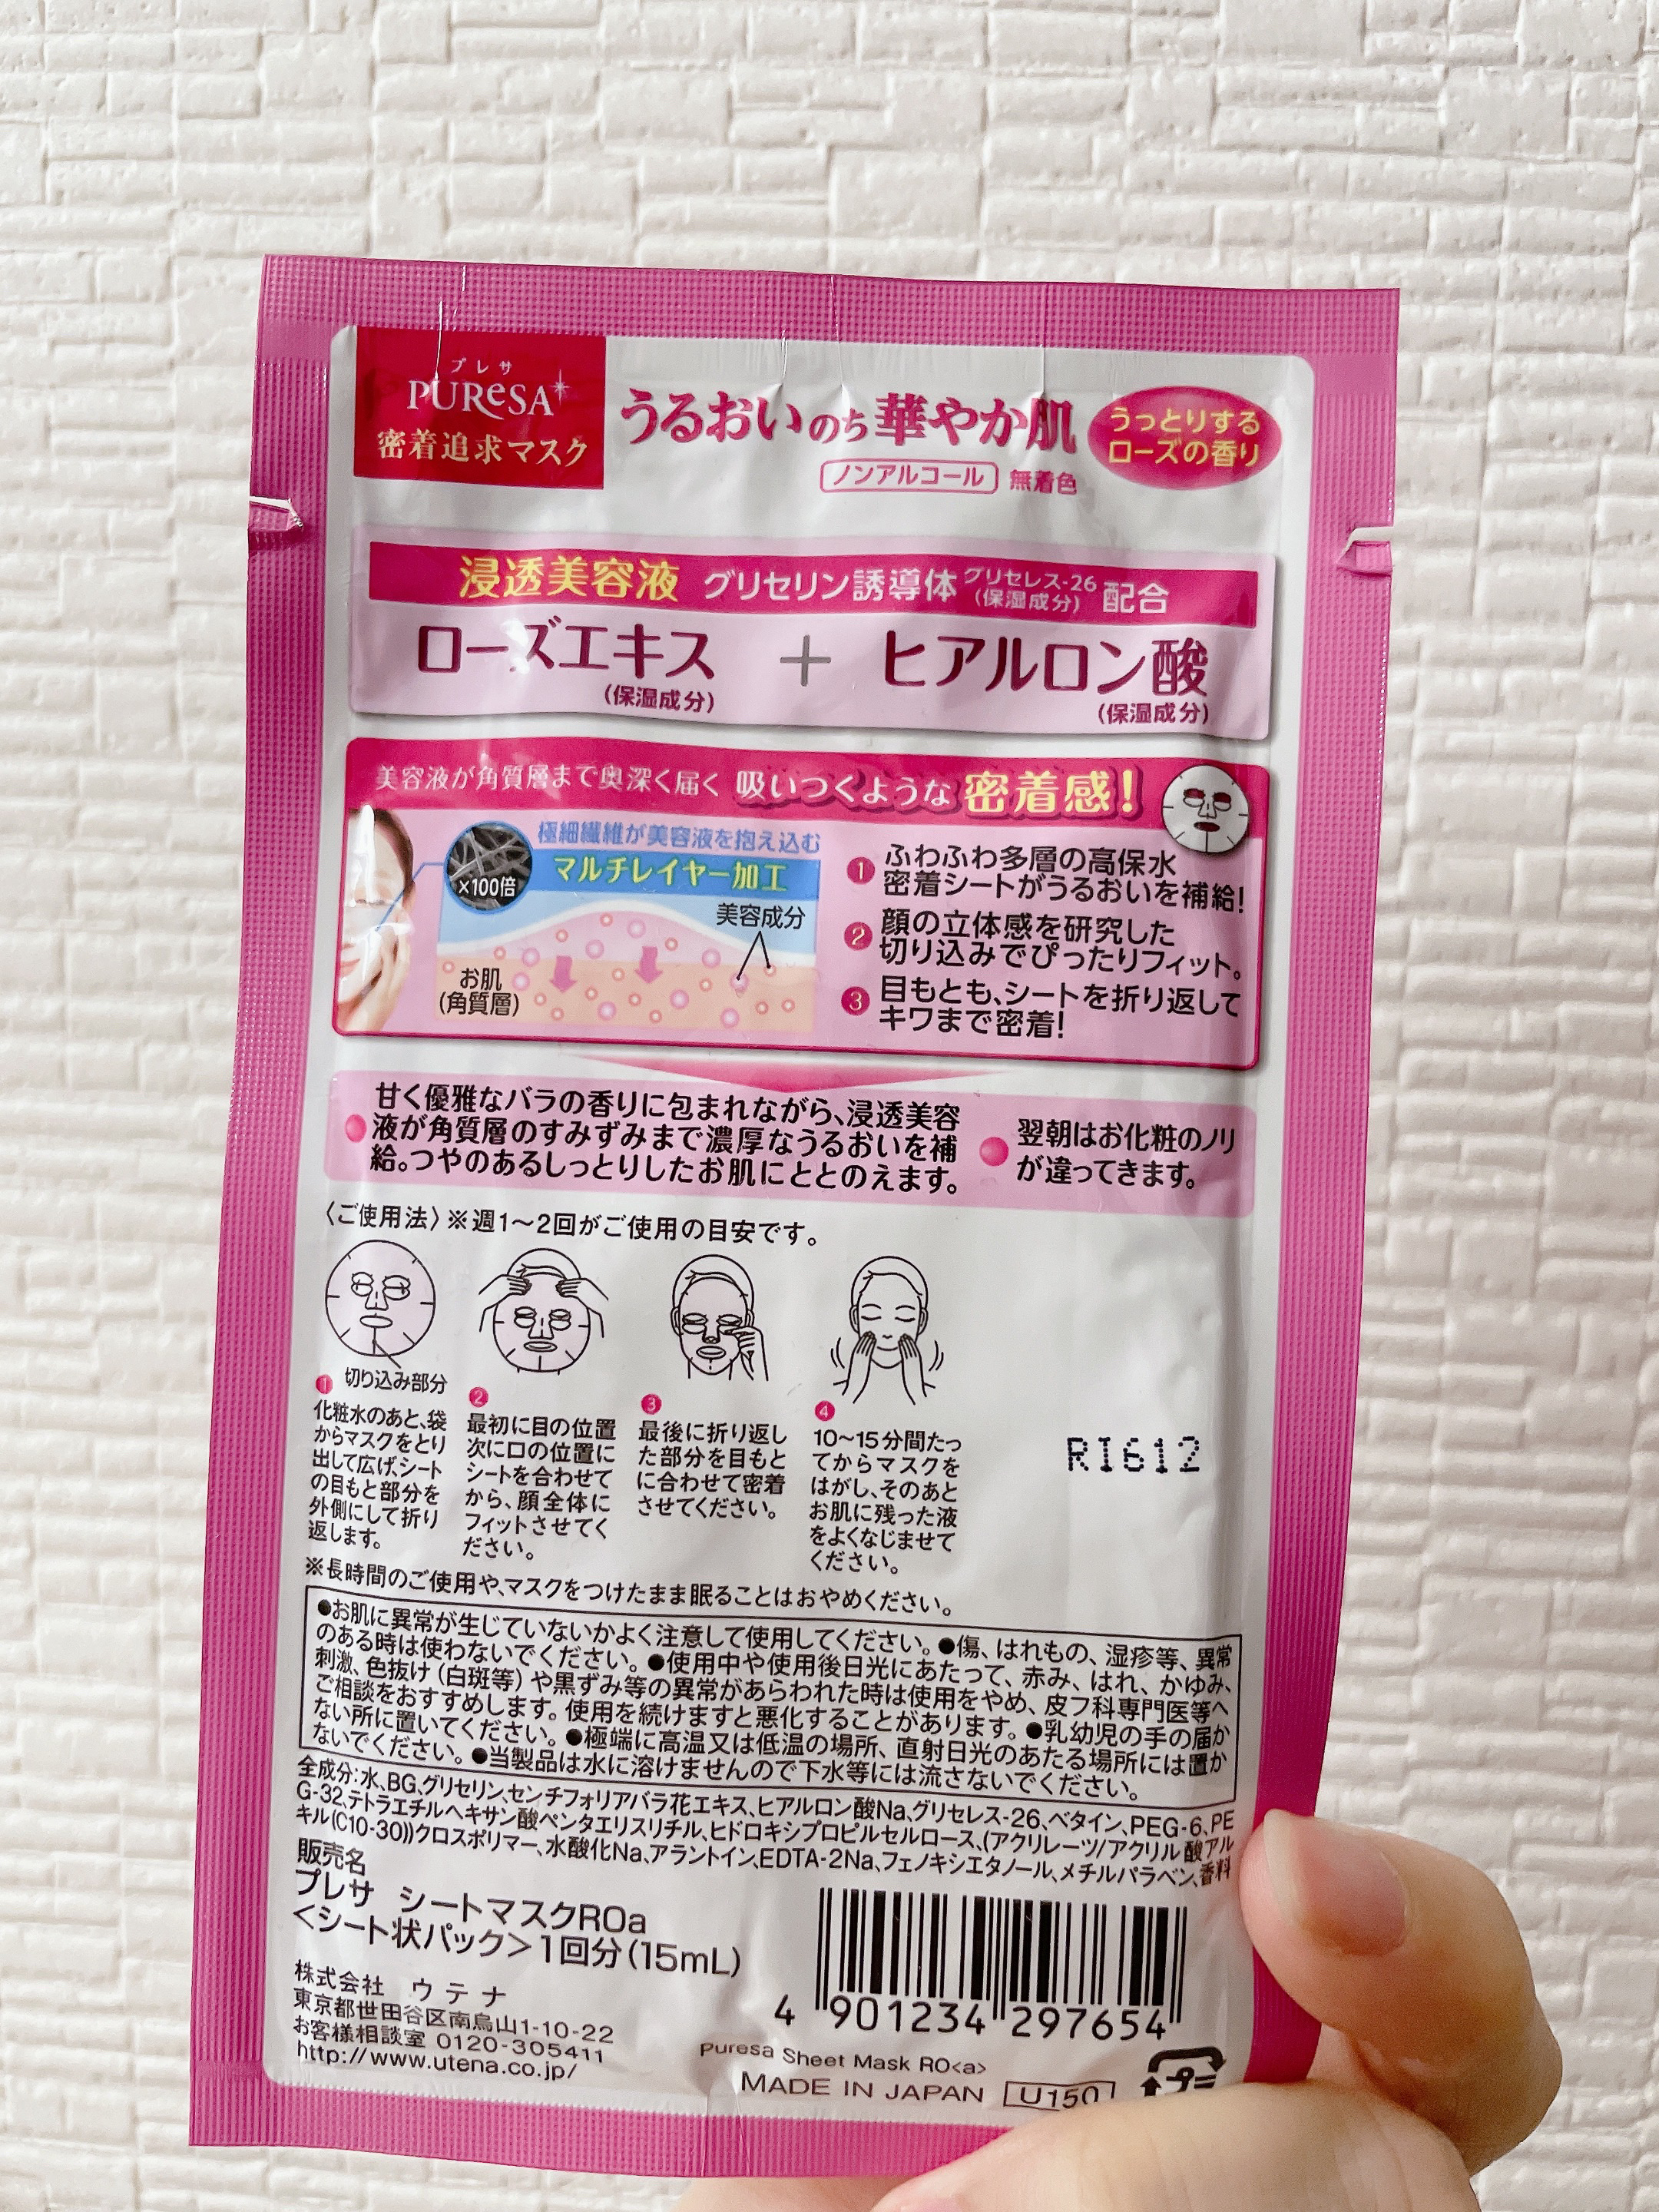 プレサ
PUReSA
密着追求マスク
うるおいのち華やか肌
ノンアルコール 無着色
うっとりする
ローズの香り
浸透美容液 グリセリン誘導体 グリセレス-26 (保湿成分) 配合
ローズエキス + ヒアルロン酸
(保湿成分) (保湿成分)
美容液が角質層まで奥深く届く 吸いつくような密着感!
極細繊維が美容液を抱え込む
マルチレイヤー加工
×100倍
美容成分
お肌
(角質層)
1 ふわふわ多層の高保水
密着シートがうるおいを補給!
2 顔の立体感を研究した
切り込みでぴったりフィット。
3 目もとも、シートを折り返して
キワまで密着!
甘く優雅なバラの香りに包まれながら、浸透美容
液が角質層のすみずみまで濃厚なうるおいを補
給。つやのあるしっとりしたお肌にととのえます。
翌朝はお化粧のノリ
が違ってきます。
〈ご使用法〉※週1〜2回がご使用の目安です。
切り込み部分
1
化粧水のあと、袋
からマスクをとり
出して広げ、シート
の目もと部分を
外側にして折り
返します。
2
最初に目の位置
次に口の位置に
シートを合わせて
から、顔全体に
フィットさせてく
ださい。
3
最後に折り返し
た部分を目もと
に合わせて密着
させてください。
4
10〜15分間たっ
てからマスクを
はがし、そのあと
お肌に残った液
をよくなじませて
ください。
RI612
※長時間のご使用や、マスクをつけたまま眠ることはおやめください。
●お肌に異常が生じていないかよく注意して使用してください。●傷、はれもの、湿疹等、異常
のある時は使わないでください。●使用中や使用後日光にあたって、赤み、はれ、かゆみ、
刺激、色抜け(白斑等)や黒ずみ等の異常があらわれた時は使用をやめ、皮フ科専門医等へ
ご相談をおすすめします。使用を続けますと悪化することがあります。●乳幼児の手の届か
ない所に置いてください。●極端に高温又は低温の場所、直射日光のあたる場所には置か
ないでください。●当製品は水に溶けませんので下水等には流さないでください。
全成分:水、BG、グリセリン、センチフォリアバラ花エキス、ヒアルロン酸Na、グリセレス-26、ベタイン、PEG-6、PE
G-32、テトラエチルヘキサン酸ペンタエリスリチル、ヒドロキシプロピルセルロース、(アクリレーツ/アクリル酸アル
キル(C10-30))クロスポリマー、水酸化Na、アラントイン、EDTA-2Na、フェノキシエタノール、メチルパラベン、香料
販売名
プレサ シートマスクROa
<シート状パック>1回分(15mL)
株式会社 ウテナ
東京都世田谷区南烏山1-10-22
お客様相談室 0120-305411
http://www.utena.co.jp/
4 901234 297654
Puresa Sheet Mask RO<a>
MADE IN JAPAN U150